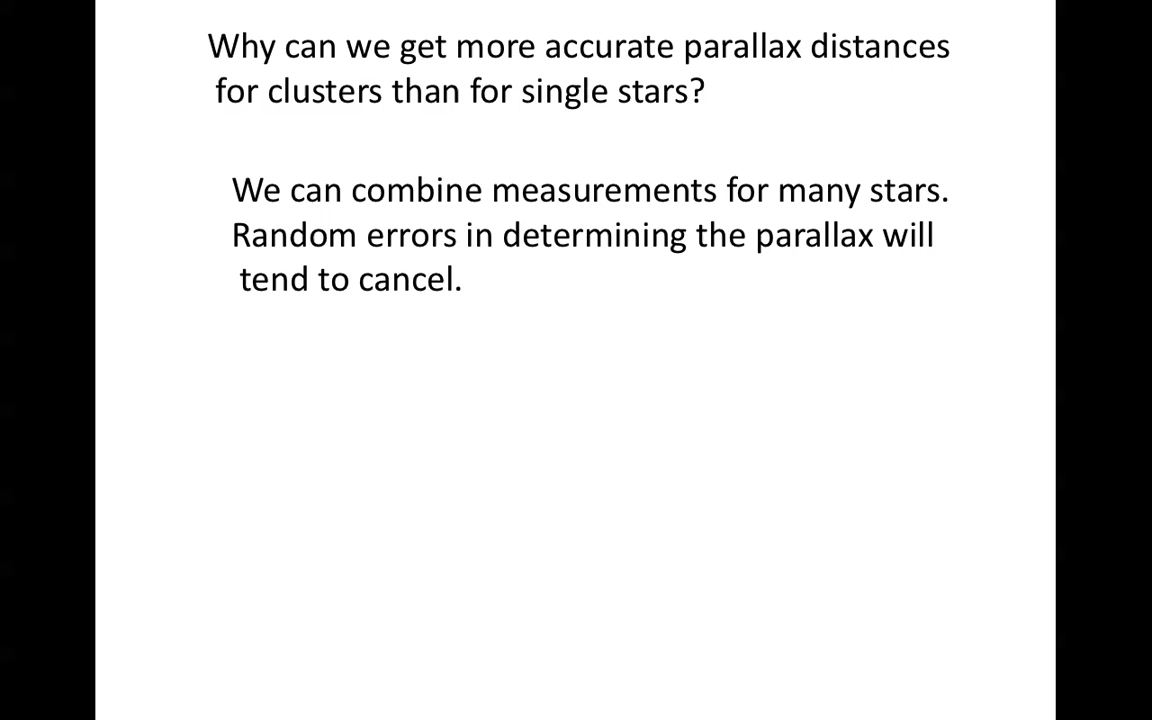 Why can we get more accurate parallax distances
for clusters than for single stars?
We can combine measurements for many stars.
Random errors in determining the parallax will
tend to cancel.